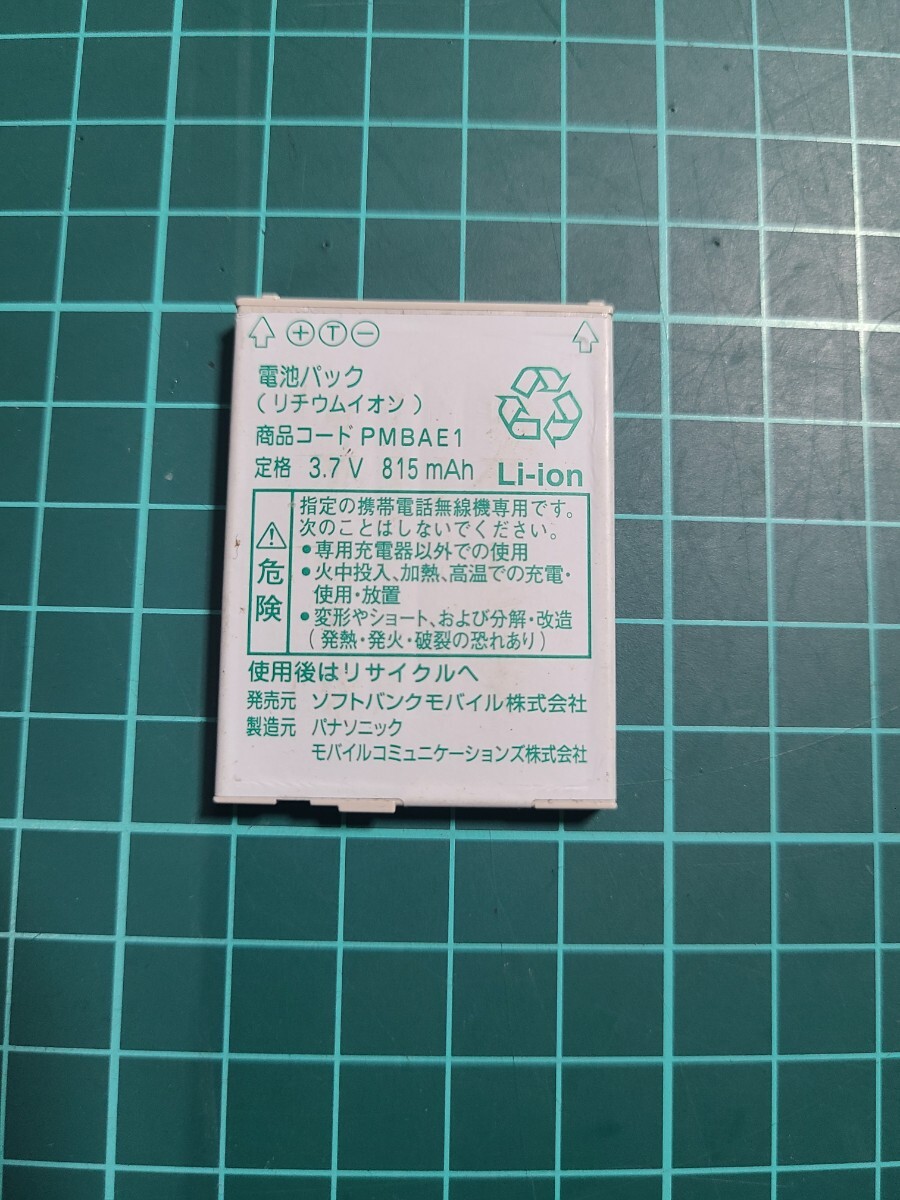 + T −
電池パック
(リチウムイオン)
商品コード PMBAE1
定格 3.7V 815mAh
Li-ion
指定の携帯電話無線機専用です。
次のことはしないでください。
•専用充電器以外での使用
•火中投入、加熱、高温での充電・
使用・放置
•変形やショート、および分解・改造
(発熱・発火・破裂の恐れあり)
危険
使用後はリサイクルへ
発売元 ソフトバンクモバイル株式会社
製造元 パナソニック
モバイルコミュニケーションズ株式会社